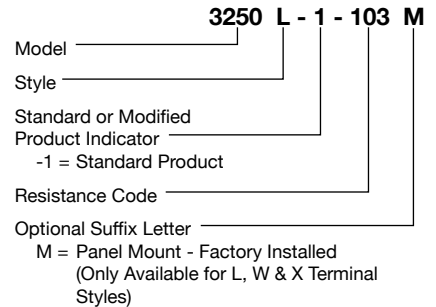 3250 L - 1 - 103 M
Model
Style
Standard or Modified
Product Indicator
-1 = Standard Product
Resistance Code
Optional Suffix Letter
M = Panel Mount - Factory Installed
(Only Available for L, W & X Terminal
Styles)